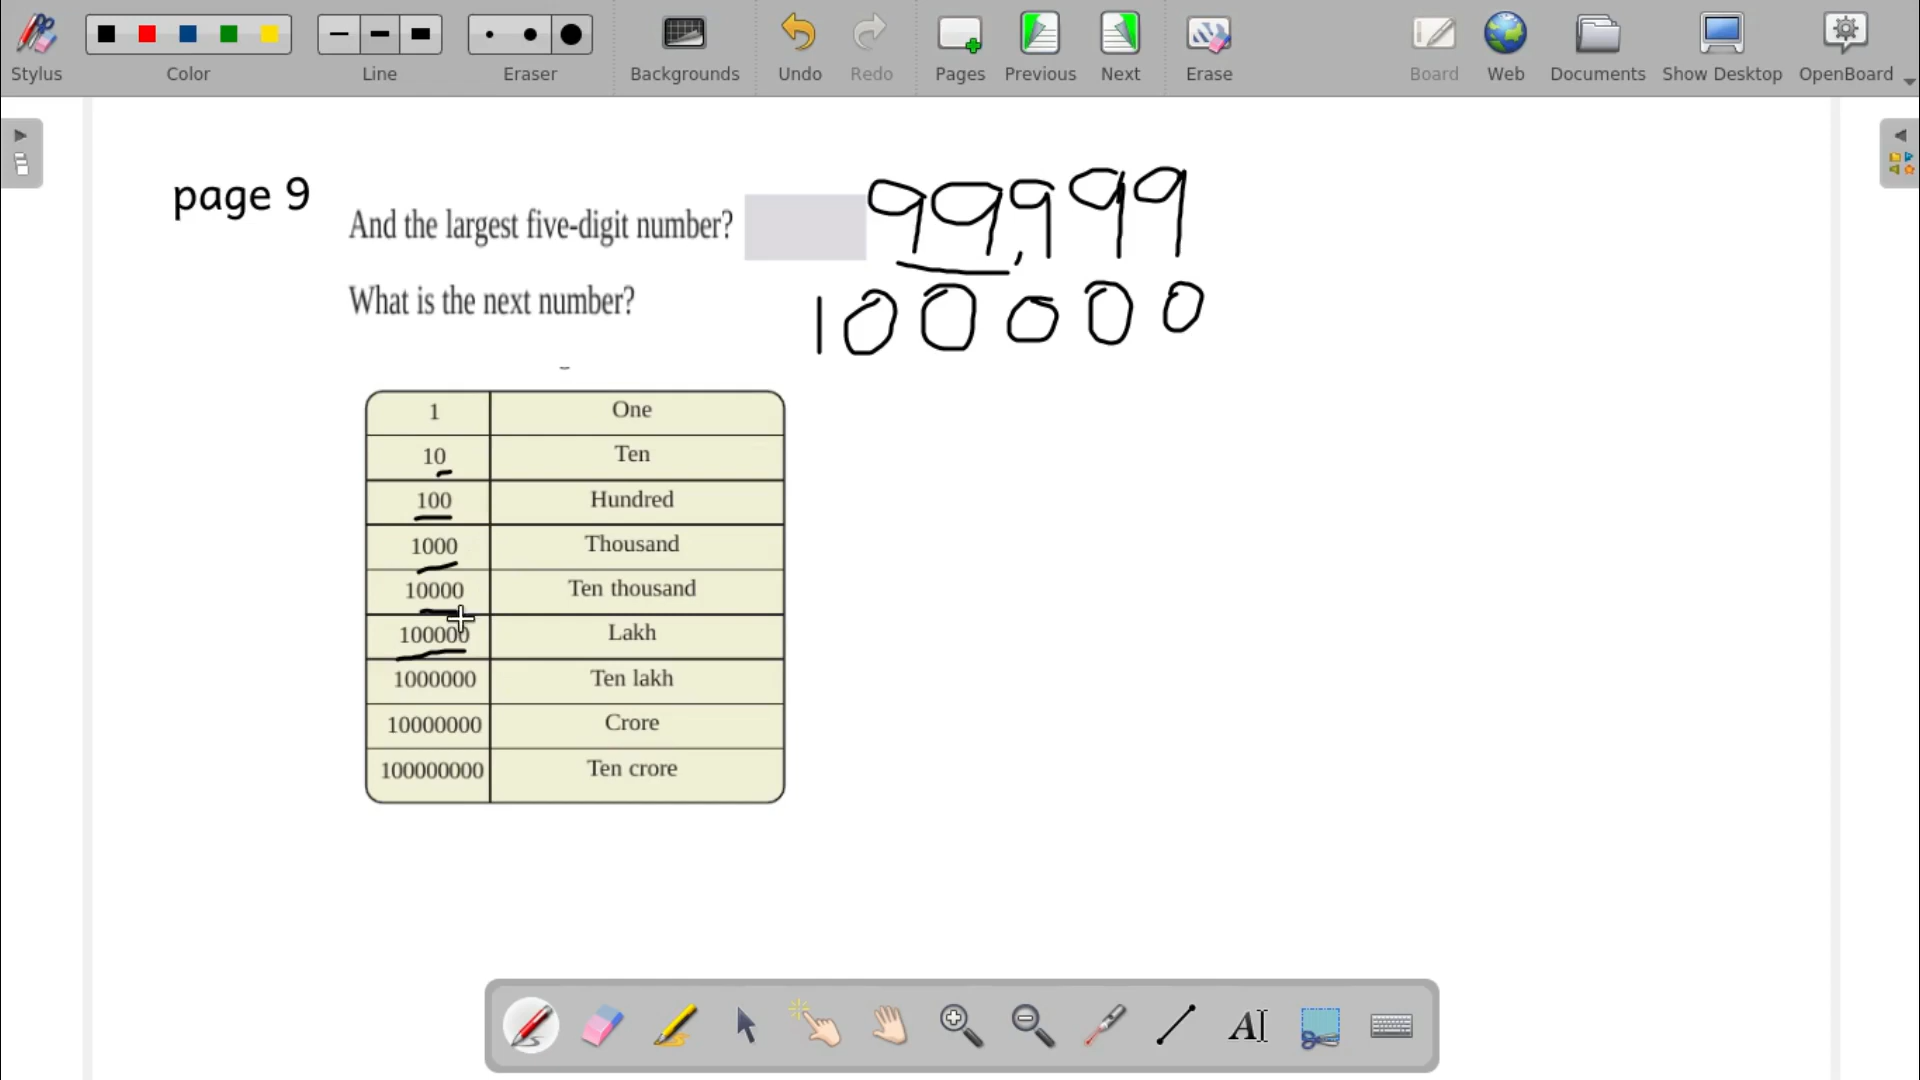 Stylus Color Line Eraser Backgrounds Undo Redo Pages Previous Next Erase Board Web Documents Show Desktop OpenBoard
page 9
And the largest five-digit number? 99,999
What is the next number? 100000
1 One
10 Ten
100 Hundred
1000 Thousand
10000 Ten thousand
100000 Lakh
1000000 Ten lakh
10000000 Crore
100000000 Ten crore